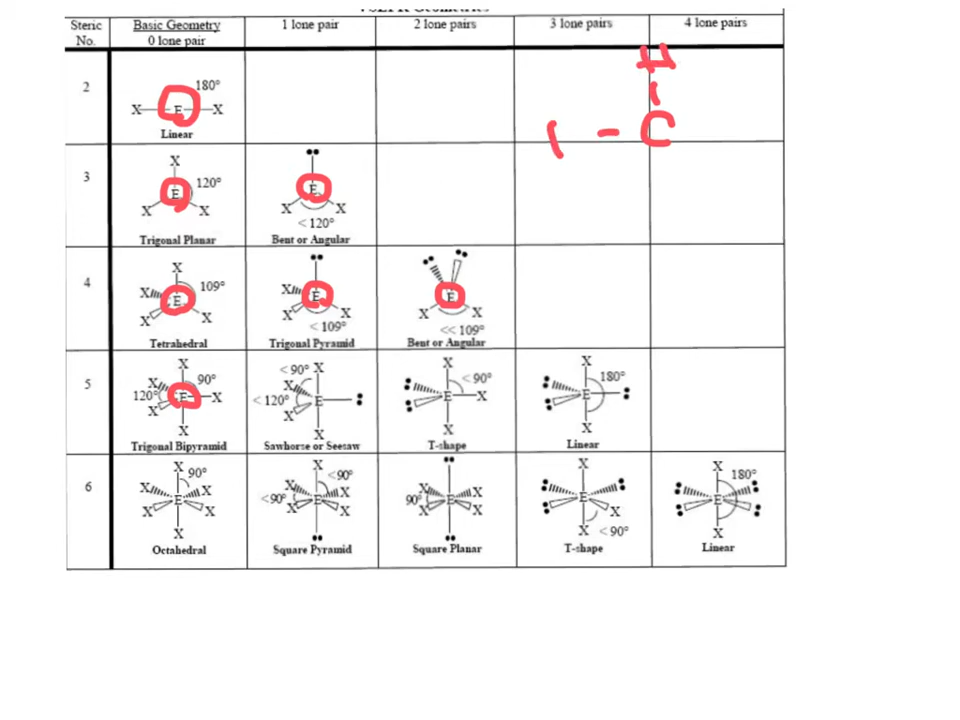 VSEPR Geometries
Steric No. Basic Geometry 0 lone pair 1 lone pair 2 lone pairs 3 lone pairs 4 lone pairs
H
2 180° X E X Linear
I - C
3 X 120° E X X Trigonal Planar E X X < 120° Bent or Angular
4 X 109° X E X X Tetrahedral X E X X < 109° Trigonal Pyramid E X X << 109° Bent or Angular
5 X 90° X 120° E X X X Trigonal Bipyramid < 90° X X < 120° E X X Sawhorse or Seesaw X < 90° E X X T-shape X 180° E X Linear
6 X 90° X X E X X X Octahedral X < 90° X X < 90° E X X Square Pyramid 90° X X E X X Square Planar X E X X < 90° T-shape X 180° E X Linear